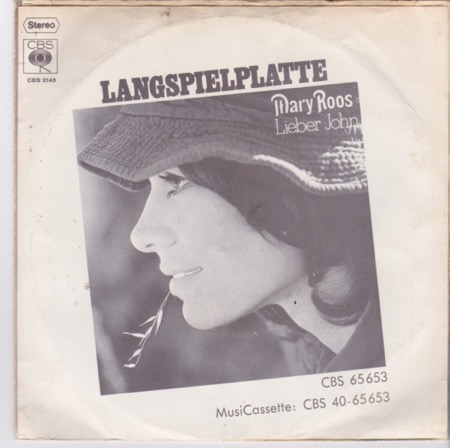 Stereo
CBS
CBS 2145
LANGSPIELPLATTE
Mary Roos
Lieber John
CBS 65653
MusiCassette: CBS 40-65653